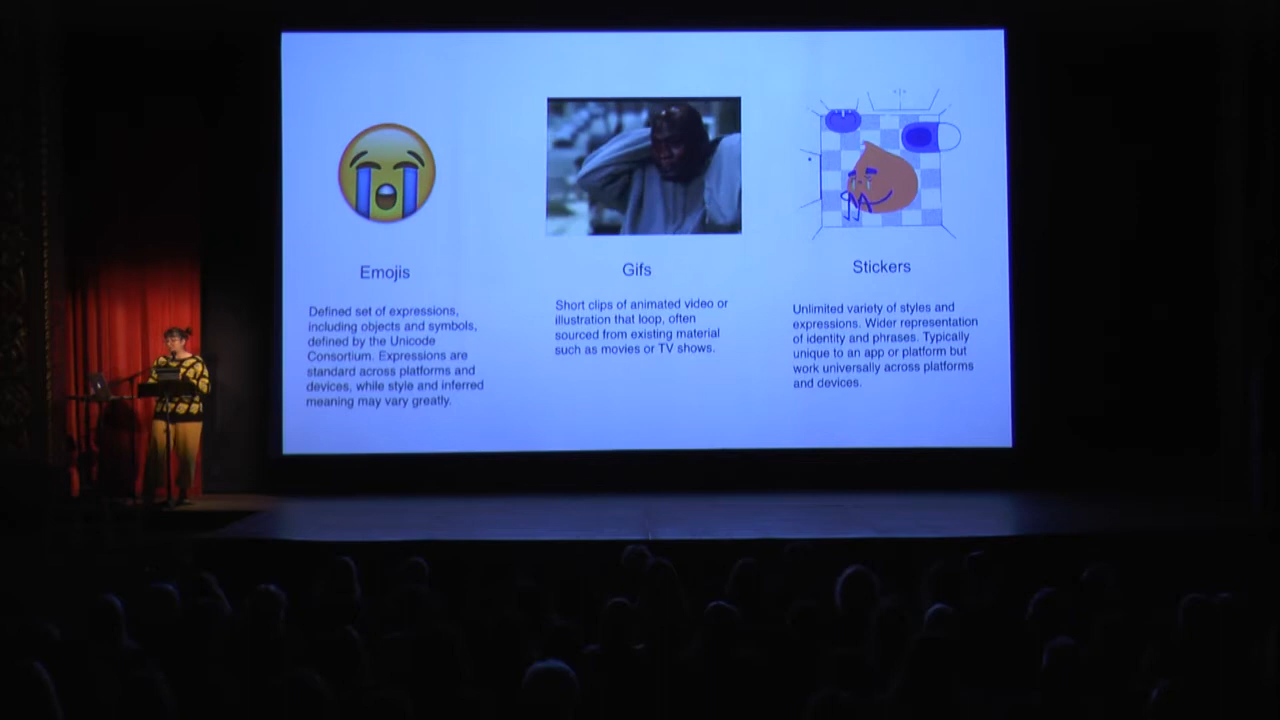 Emojis
Defined set of expressions,
including objects and symbols,
defined by the Unicode
Consortium. Expressions are
standard across platforms and
devices, while style and inferred
meaning may vary greatly.
Gifs
Short clips of animated video or
illustration that loop, often
sourced from existing material
such as movies or TV shows.
Stickers
Unlimited variety of styles and
expressions. Wider representation
of identity and phrases. Typically
unique to an app or platform but
work universally across platforms
and devices.